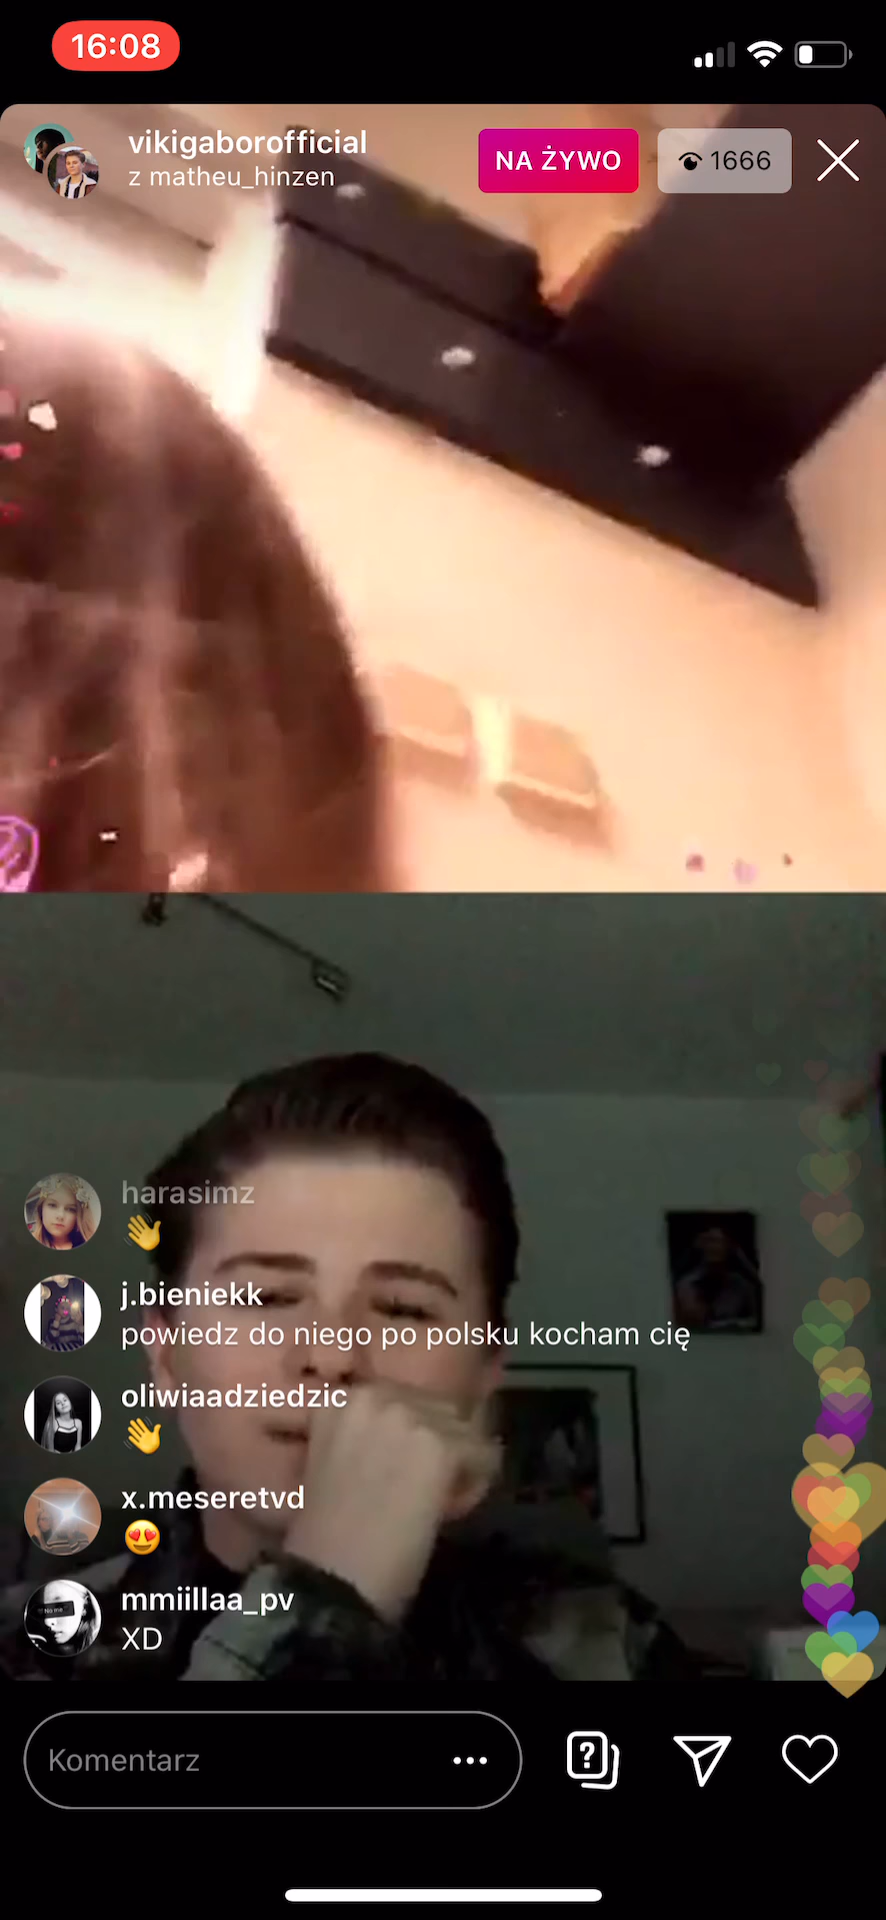 16:08
vikigaborofficial
z matheu_hinzen
NA ŻYWO
1666
harasimz
👋
j.bieniekk
powiedz do niego po polsku kocham cię
oliwiaadziedzic
👋
x.meseretvd
😍
mmiillaa_pv
XD
Komentarz